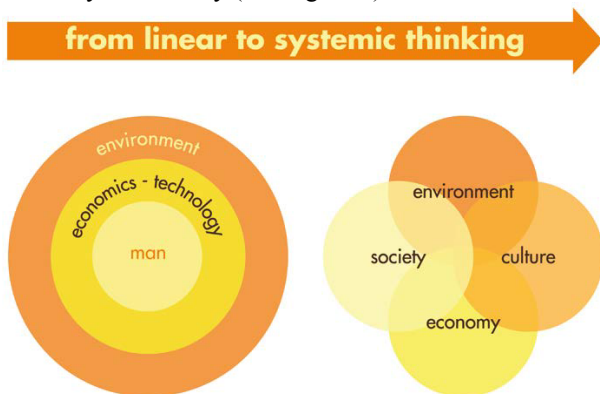 from linear to systemic thinking
environment
economics - technology
man
environment
society
culture
economy